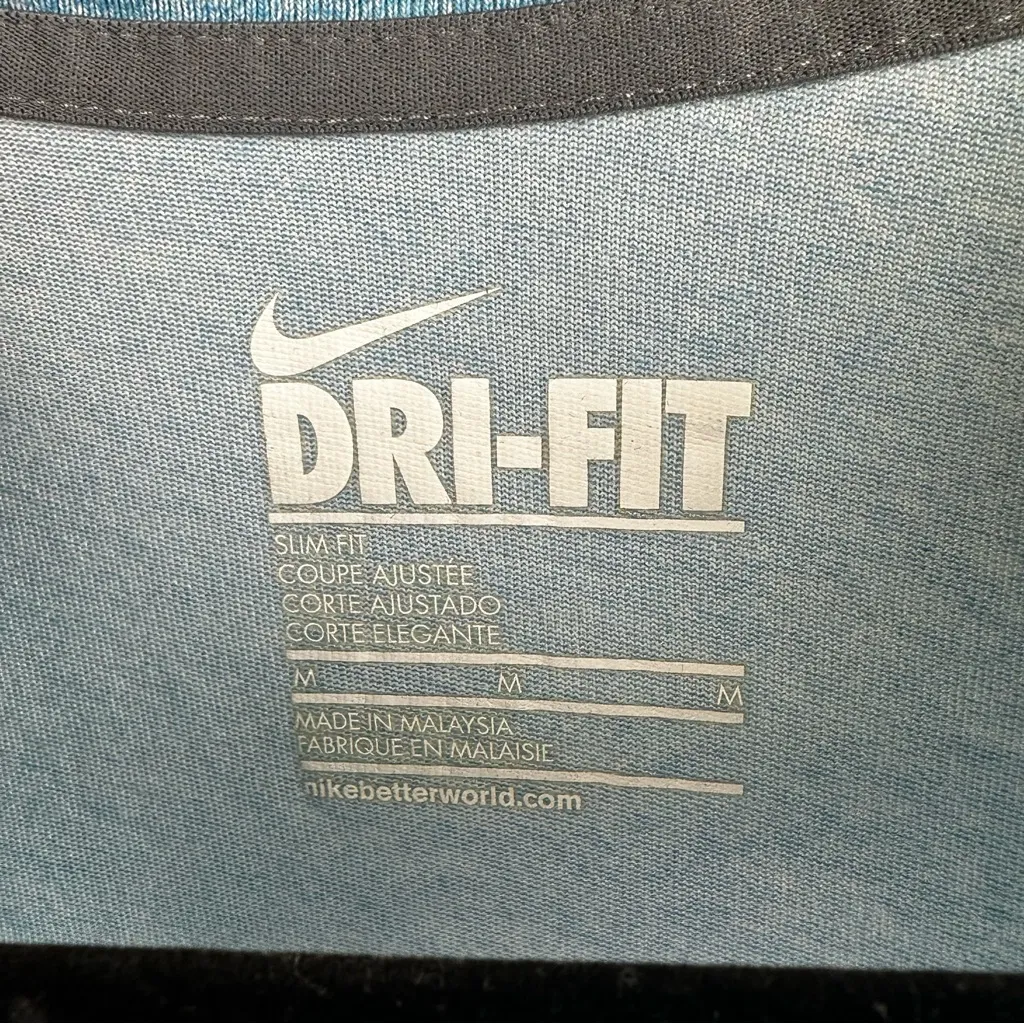 DRI-FIT
SLIM FIT
COUPE AJUSTÉE
CORTE AJUSTADO
CORTE ELEGANTE
M M M
MADE IN MALAYSIA
FABRIQUÉ EN MALAISIE
nikebetterworld.com